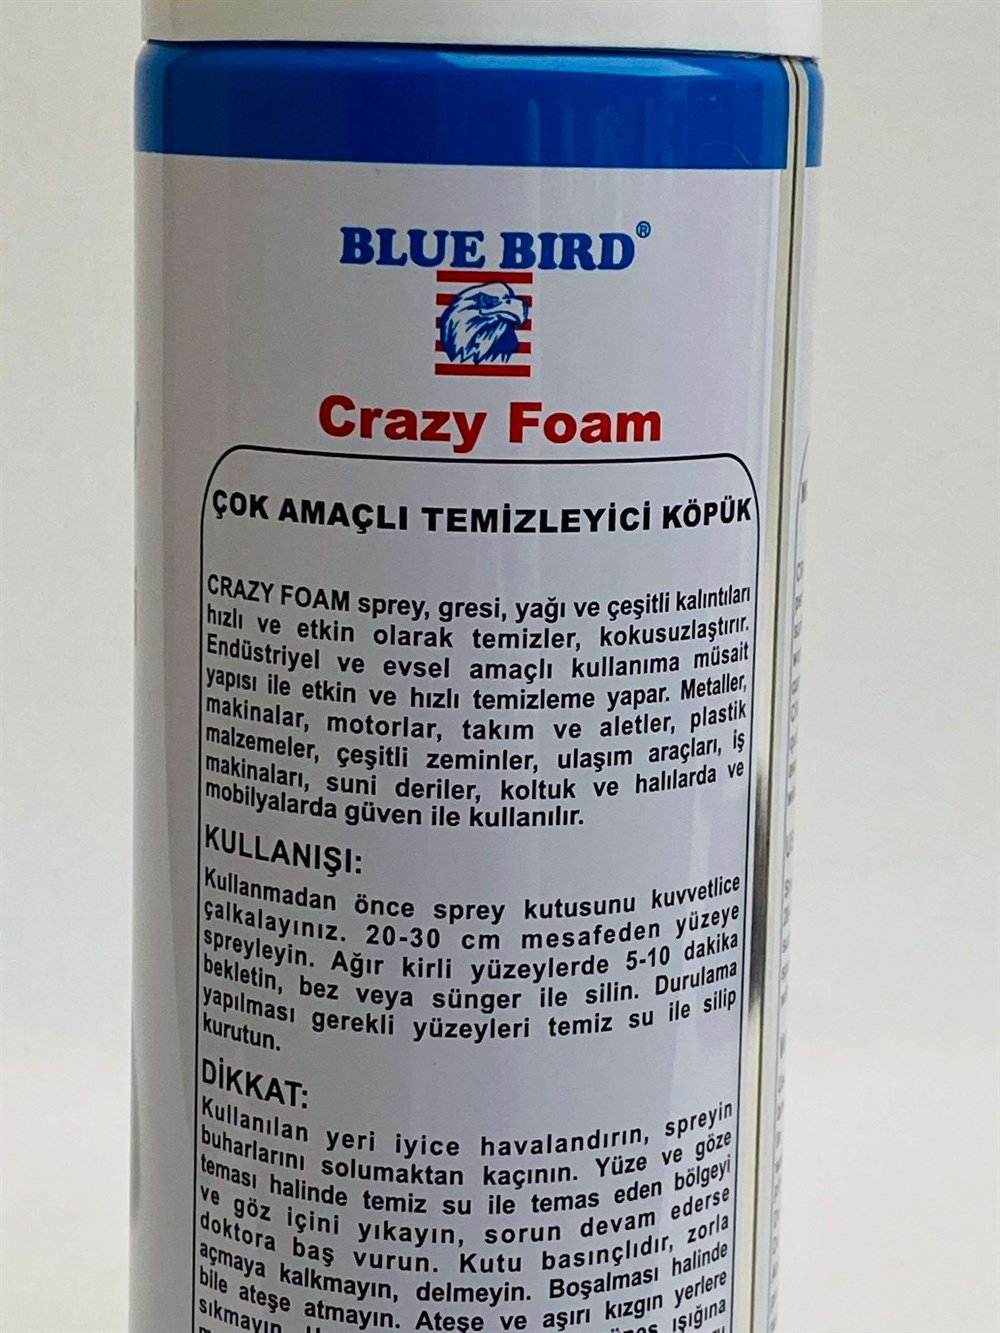 BLUE BIRD®
Crazy Foam
ÇOK AMAÇLI TEMİZLEYİCİ KÖPÜK
CRAZY FOAM sprey, gresi, yağı ve çeşitli kalıntıları
hızlı ve etkin olarak temizler, kokusuzlaştırır.
Endüstriyel ve evsel amaçlı kullanıma müsait
yapısı ile etkin ve hızlı temizleme yapar. Metaller,
makinalar, motorlar, takım ve aletler, plastik
malzemeler, çeşitli zeminler, ulaşım araçları, iş
makinaları, suni deriler, koltuk ve halılarda ve
mobilyalarda güven ile kullanılır.
KULLANIŞI:
Kullanmadan önce sprey kutusunu kuvvetlice
çalkalayınız. 20-30 cm mesafeden yüzeye
spreyleyin. Ağır kirli yüzeylerde 5-10 dakika
bekletin, bez veya sünger ile silin. Durulama
yapılması gerekli yüzeyleri temiz su ile silip
kurutun.
DİKKAT:
Kullanılan yeri iyice havalandırın, spreyin
buharlarını solumaktan kaçının. Yüze ve göze
teması halinde temiz su ile temas eden bölgeyi
ve göz içini yıkayın, sorun devam ederse
doktora baş vurun. Kutu basınçlıdır, zorla
açmaya kalkmayın, delmeyin. Boşalması halinde
bile ateşe atmayın. Ateşe ve aşırı kızgın yerlere
sıkmayın. ışığına